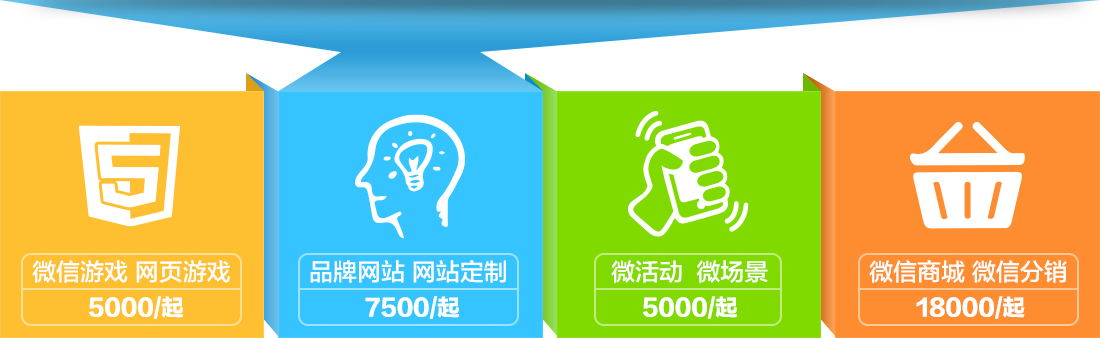 微信游戏 网页游戏
5000/起
品牌网站 网站定制
7500/起
微活动 微场景
5000/起
微信商城 微信分销
18000/起